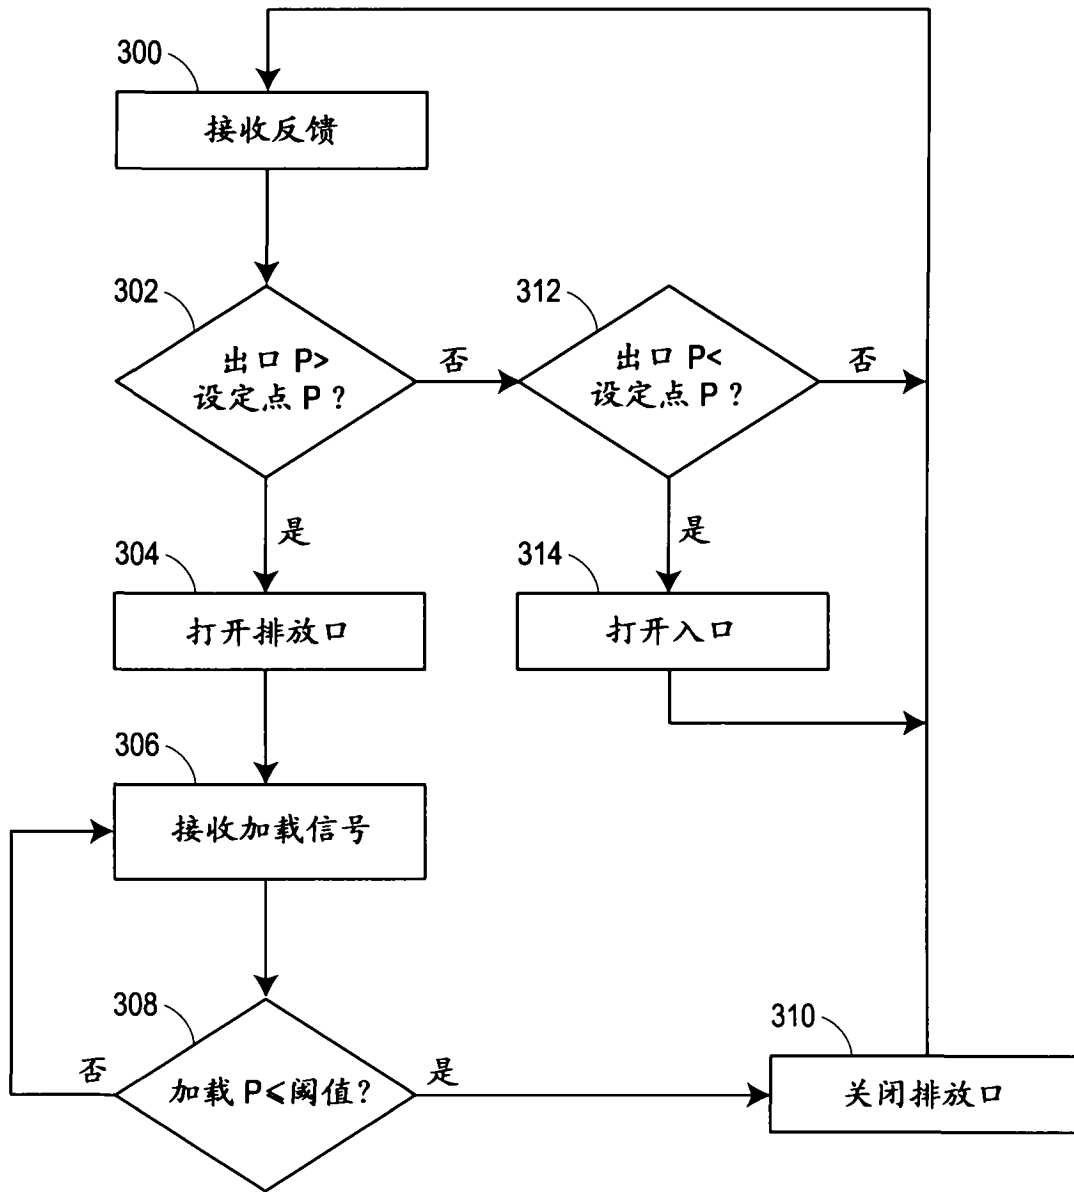 300
接收反馈
302
出口 P>
设定点 P？
否
312
出口 P<
设定点 P？
否
是
是
304
打开排放口
314
打开入口
306
接收加载信号
308
加载 P≤阈值？
否
是
310
关闭排放口